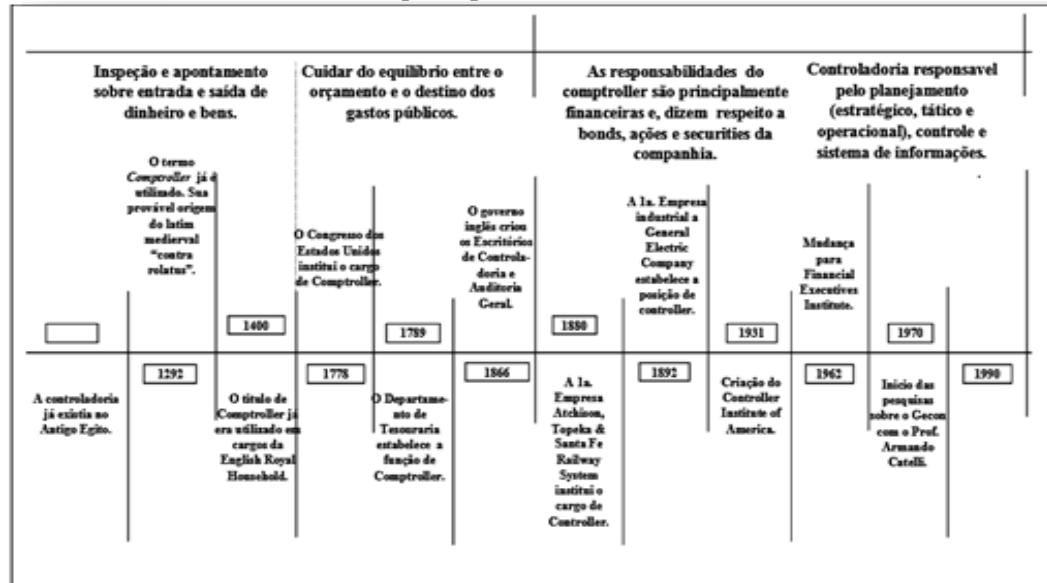 Inspeção e apontamento
sobre entrada e saída de
dinheiro e bens.
Cuidar do equilíbrio entre o
orçamento e o destino dos
gastos públicos.
As responsabilidades do
comptroller são principalmente
financeiras e, dizem respeito a
bonds, ações e securities da
companhia.
Controladoria responsavel
pelo planejamento
(estratégico, tático e
operacional), controle e
sistema de informações.
O termo
Comptroller já é
utilizado. Sua
provável origem
do latim
medierval
“contra
rolatus”.
O Congresso dos
Estados Unidos
institui o cargo
de Comptroller.
O governo
inglês criou
os Escritórios
de Controla-
doria e
Auditoria
Geral.
A 1a. Empresa
industrial a
General
Electric
Company
estabelece a
posição de
controller.
Mudança
para
Financial
Executives
Institute.
1400
1789
1880
1931
1970
1292
1778
1866
1892
1962
1990
A controladoria
já existia no
Antigo Egito.
O título de
Comptroller já
era utilizado em
cargos da
English Royal
Household.
O Departame-
nto de
Tesouraria
estabelece a
função de
Comptroller.
A 1a.
Empresa
Atchison,
Topeka &
Santa Fe
Railway
System
institui o
cargo de
Controller.
Criação do
Controller
Institute of
America.
Início das
pesquisas
sobre o Gecon
com o Prof.
Armando
Catelli.